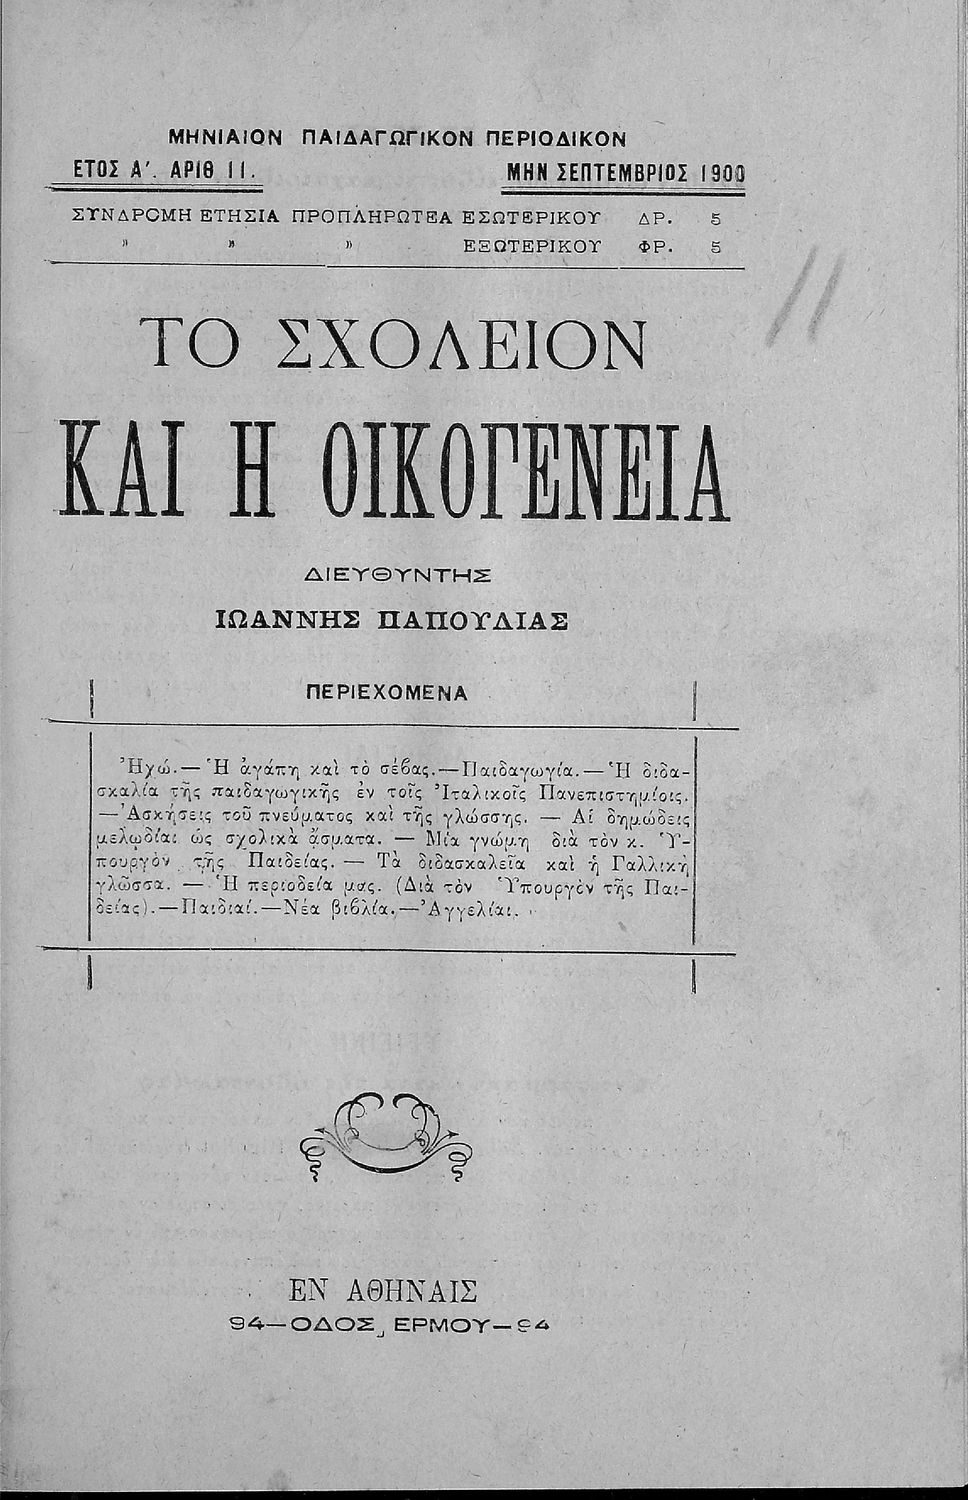 ΜΗΝΙΑΙΟΝ ΠΑΙΔΑΓΩΓΙΚΟΝ ΠΕΡΙΟΔΙΚΟΝ
ΕΤΟΣ Α΄. ΑΡΙΘ 11. ΜΗΝ ΣΕΠΤΕΜΒΡΙΟΣ 1900
ΣΥΝΔΡΟΜΗ ΕΤΗΣΙΑ ΠΡΟΠΛΗΡΩΤΕΑ ΕΣΩΤΕΡΙΚΟΥ ΔΡ. 5
» » » ΕΞΩΤΕΡΙΚΟΥ ΦΡ. 5
11
ΤΟ ΣΧΟΛΕΙΟΝ
ΚΑΙ Η ΟΙΚΟΓΕΝΕΙΑ
ΔΙΕΥΘΥΝΤΗΣ
ΙΩΑΝΝΗΣ ΠΑΠΟΥΛΙΑΣ
ΠΕΡΙΕΧΟΜΕΝΑ
Ἠχώ.— Ἡ ἀγάπη καὶ τὸ σέβας.—Παιδαγωγία.— Ἡ διδα-
σκαλία τῆς παιδαγωγικῆς ἐν τοῖς Ἰταλικοῖς Πανεπιστημίοις.
—Ἀσκήσεις τοῦ πνεύματος καὶ τῆς γλώσσης. — Αἱ δημώδεις
μελῳδίαι ὡς σχολικὰ ᾄσματα. — Μία γνώμη διὰ τὸν κ. Ὑ-
πουργὸν τῆς Παιδείας. — Τὰ διδασκαλεῖα καὶ ἡ Γαλλικὴ
γλῶσσα. — Ἡ περιοδεία μας. (Διὰ τὸν Ὑπουργὸν τῆς Παι-
δείας).—Παιδιαί.—Νέα βιβλία.—Ἀγγελίαι.
ΕΝ ΑΘΗΝΑΙΣ
94—ΟΔΟΣ ΕΡΜΟΥ—94